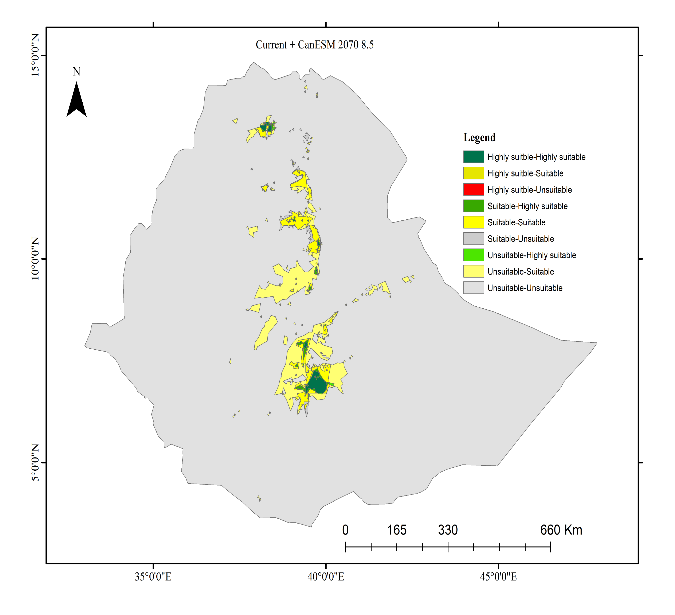 Current + CanESM 2070 8.5
N
Legend
Highly suitble-Highly suitable
Highly suitble-Suitable
Highly suitble-Unsuitable
Suitable-Highly suitable
Suitable-Suitable
Suitable-Unsuitable
Unsuitable-Highly suitable
Unsuitable-Suitable
Unsuitable-Unsuitable
15°0'0"N
10°0'0"N
5°0'0"N
0 165 330 660 Km
35°0'0"E 40°0'0"E 45°0'0"E